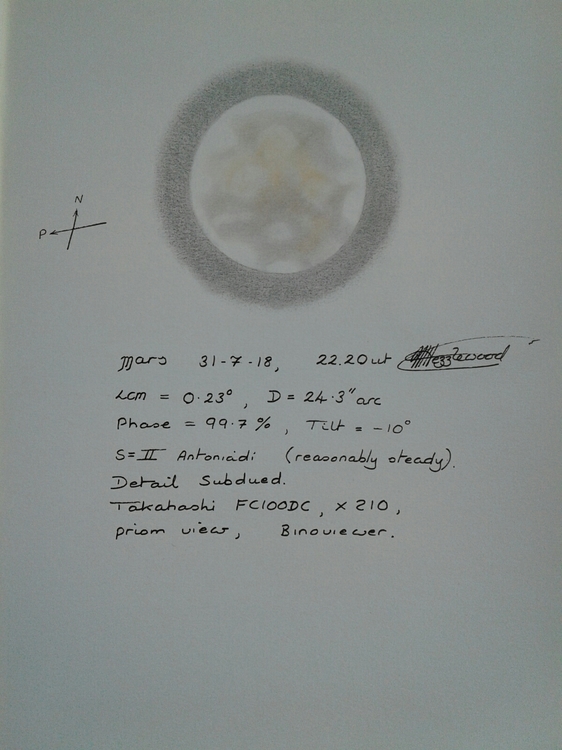 N
P
Mars 31-7-18, 22.20ut
Lcm = 0.23°, D = 24.3" arc
Phase = 99.7%, Tilt = -10°
S=II Antoniadi (reasonably steady).
Detail Subdued.
Takahashi FC100DC, x 210,
prism view, Binoviewer.